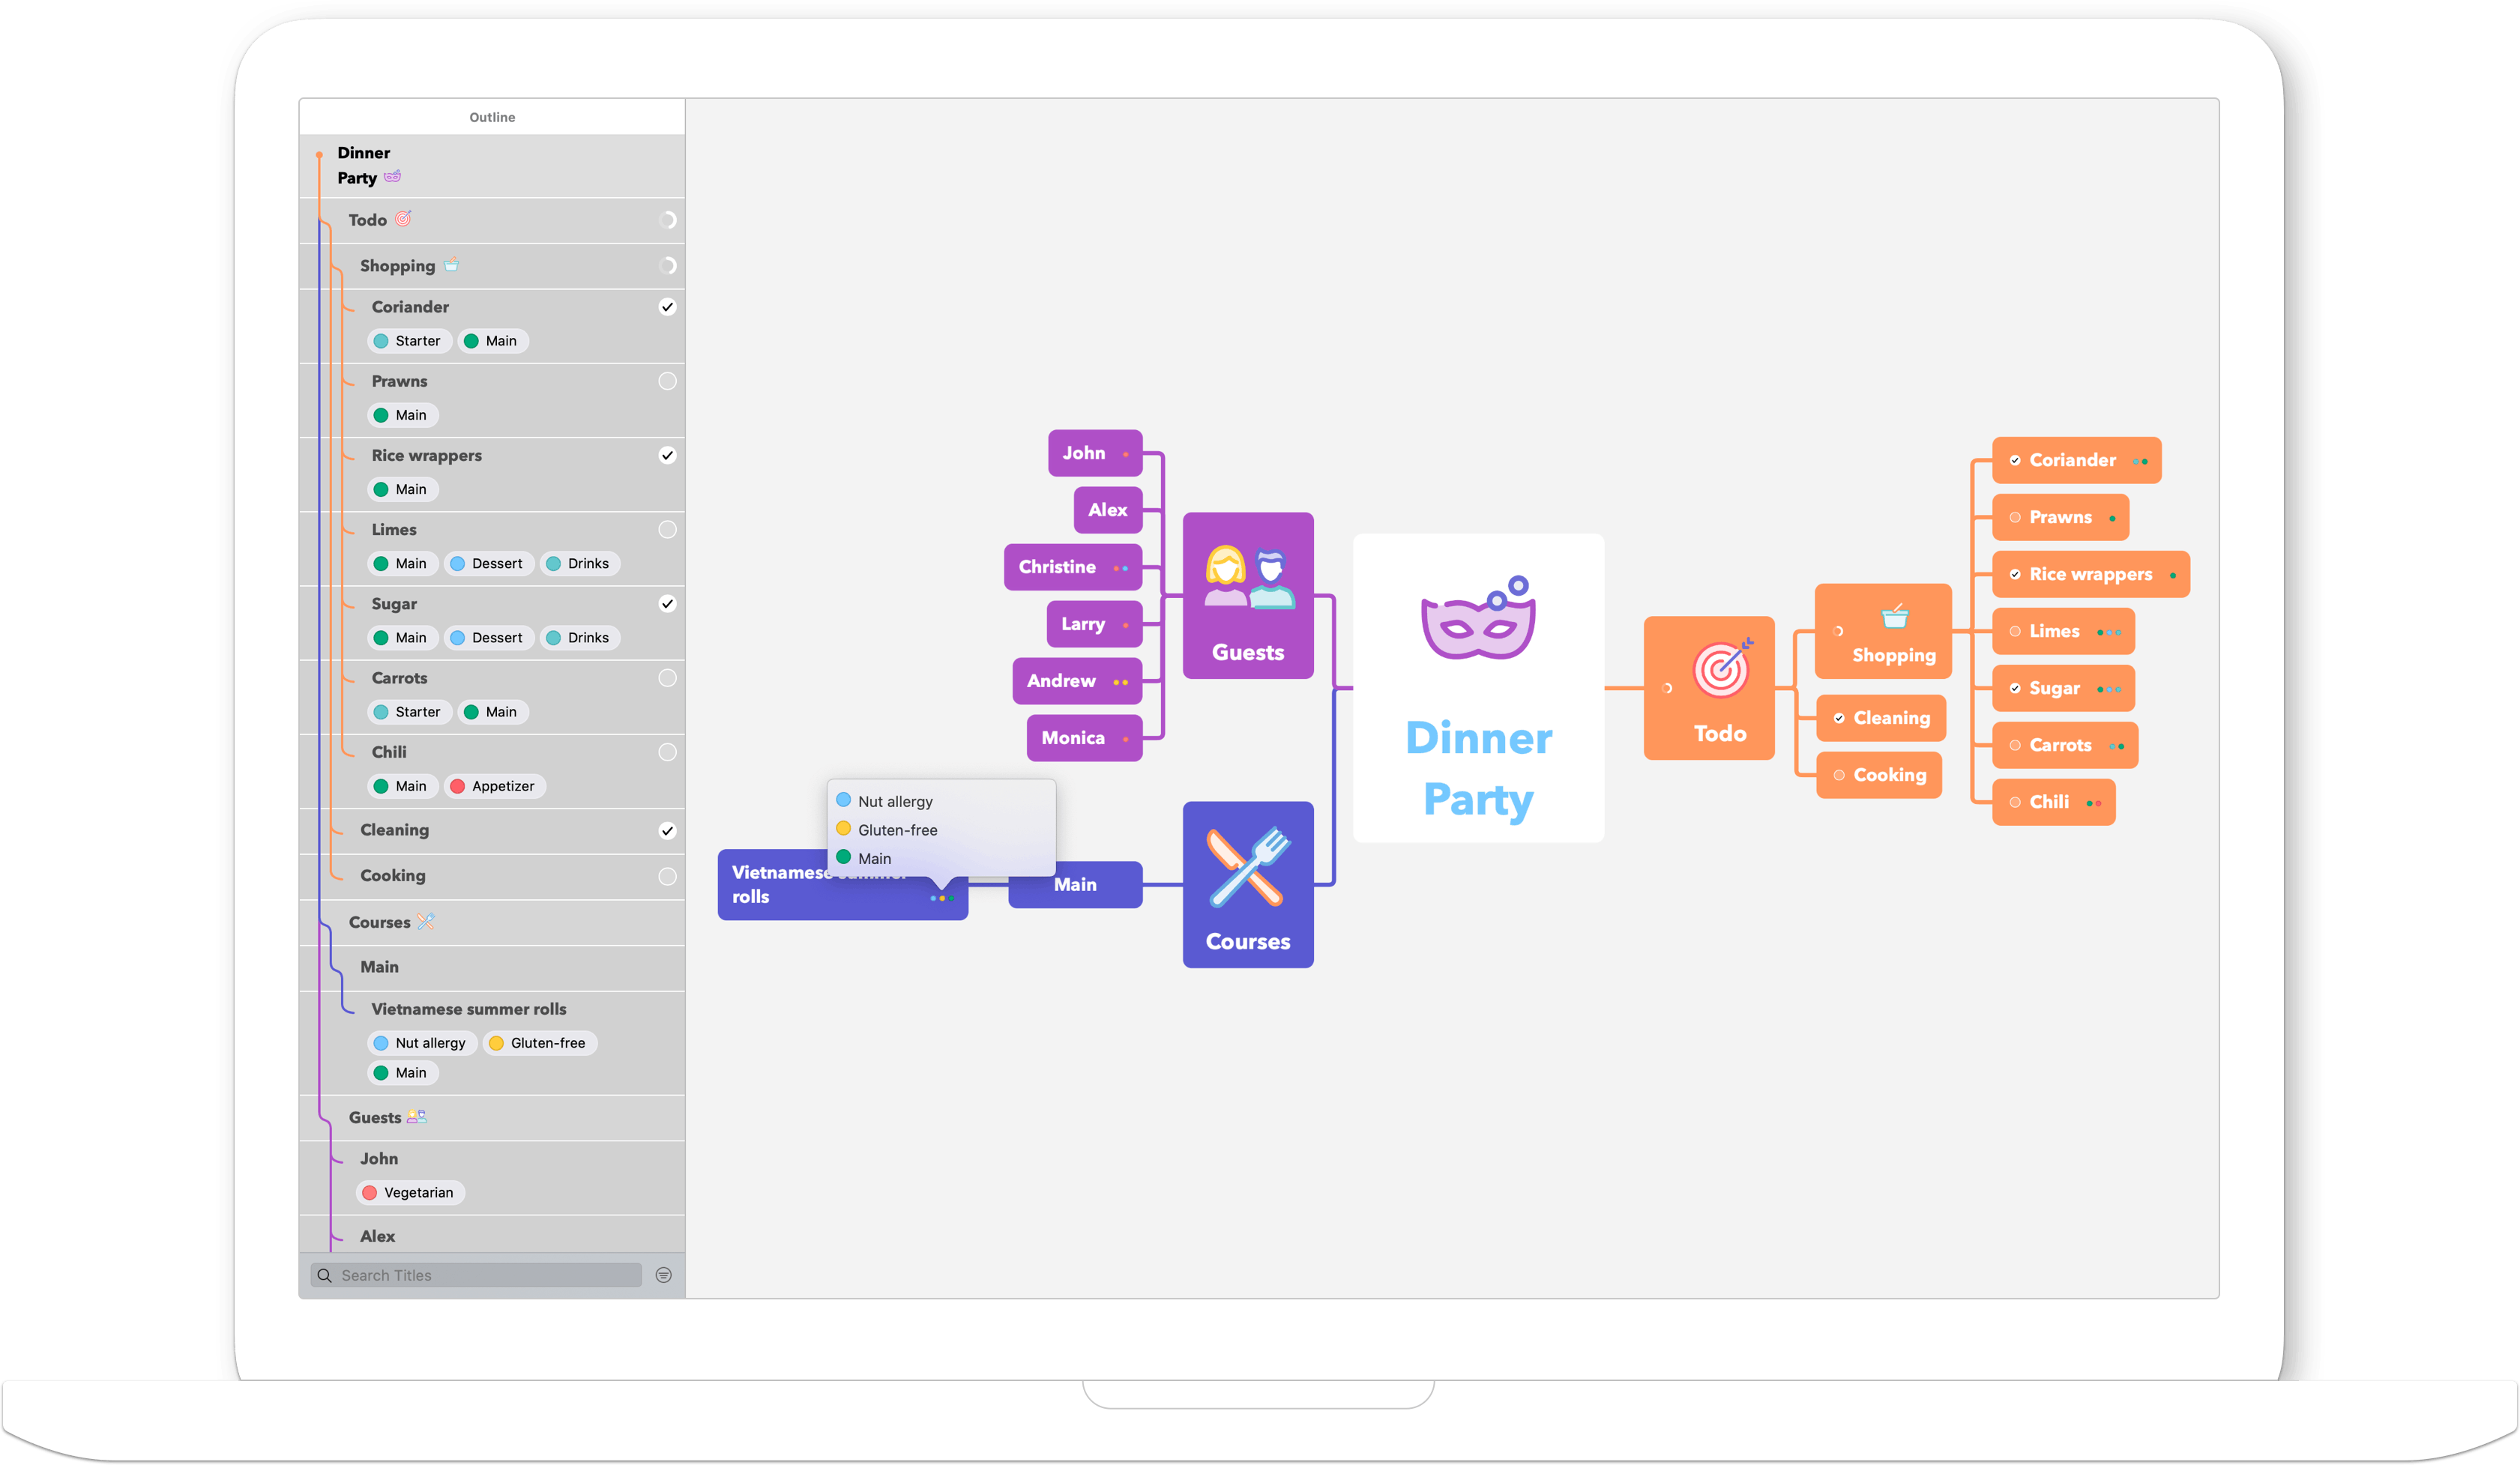 Outline
Dinner
Party
Todo
Shopping
Coriander
Starter Main
Prawns
Main
Rice wrappers
Main
Limes
Main Dessert Drinks
Sugar
Main Dessert Drinks
Carrots
Starter Main
Chili
Main Appetizer
Cleaning
Cooking
Courses
Main
Vietnamese summer rolls
Nut allergy Gluten-free
Main
Guests
John
Vegetarian
Alex
Search Titles
John
Alex
Christine
Larry
Andrew
Monica
Guests
Nut allergy
Gluten-free
Main
Vietnamese summer
rolls
Main
Courses
Dinner
Party
Todo
Shopping
Cleaning
Cooking
Coriander
Prawns
Rice wrappers
Limes
Sugar
Carrots
Chili